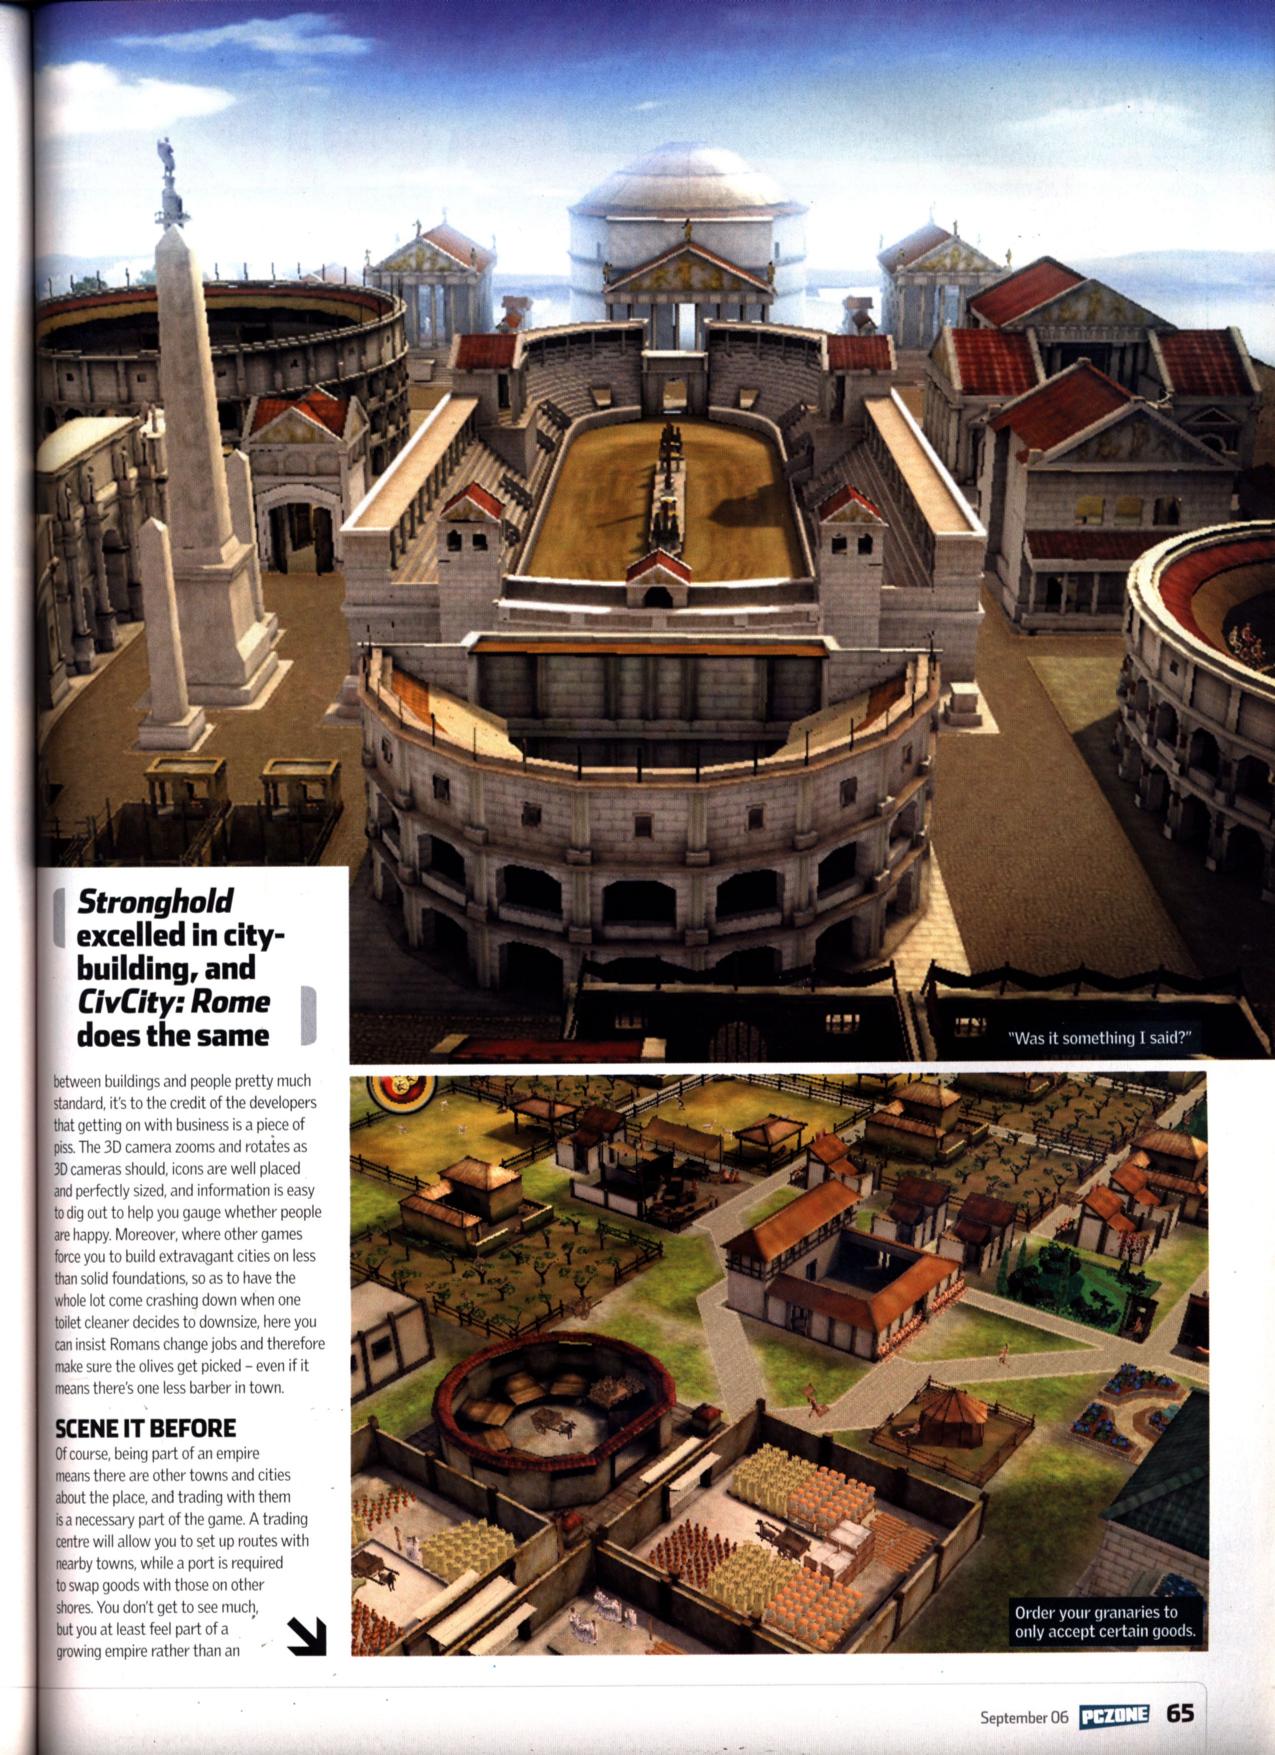 "Was it something I said?"
Stronghold
excelled in city-
building, and
CivCity: Rome
does the same
between buildings and people pretty much
standard, it's to the credit of the developers
that getting on with business is a piece of
piss. The 3D camera zooms and rotates as
3D cameras should, icons are well placed
and perfectly sized, and information is easy
to dig out to help you gauge whether people
are happy. Moreover, where other games
force you to build extravagant cities on less
than solid foundations, so as to have the
whole lot come crashing down when one
toilet cleaner decides to downsize, here you
can insist Romans change jobs and therefore
make sure the olives get picked – even if it
means there's one less barber in town.
SCENE IT BEFORE
Of course, being part of an empire
means there are other towns and cities
about the place, and trading with them
is a necessary part of the game. A trading
centre will allow you to set up routes with
nearby towns, while a port is required
to swap goods with those on other
shores. You don't get to see much,
but you at least feel part of a
growing empire rather than an
Order your granaries to
only accept certain goods.
September 06 PCZONE 65